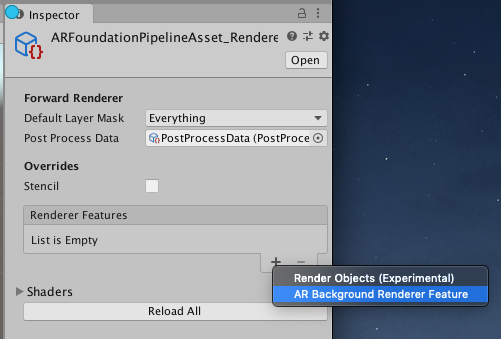 Inspector
ARFoundationPipelineAsset_Rendere
Open
Forward Renderer
Default Layer Mask Everything
Post Process Data PostProcessData (PostProce
Overrides
Stencil
Renderer Features
List is Empty
+ −
Render Objects (Experimental)
AR Background Renderer Feature
Shaders
Reload All